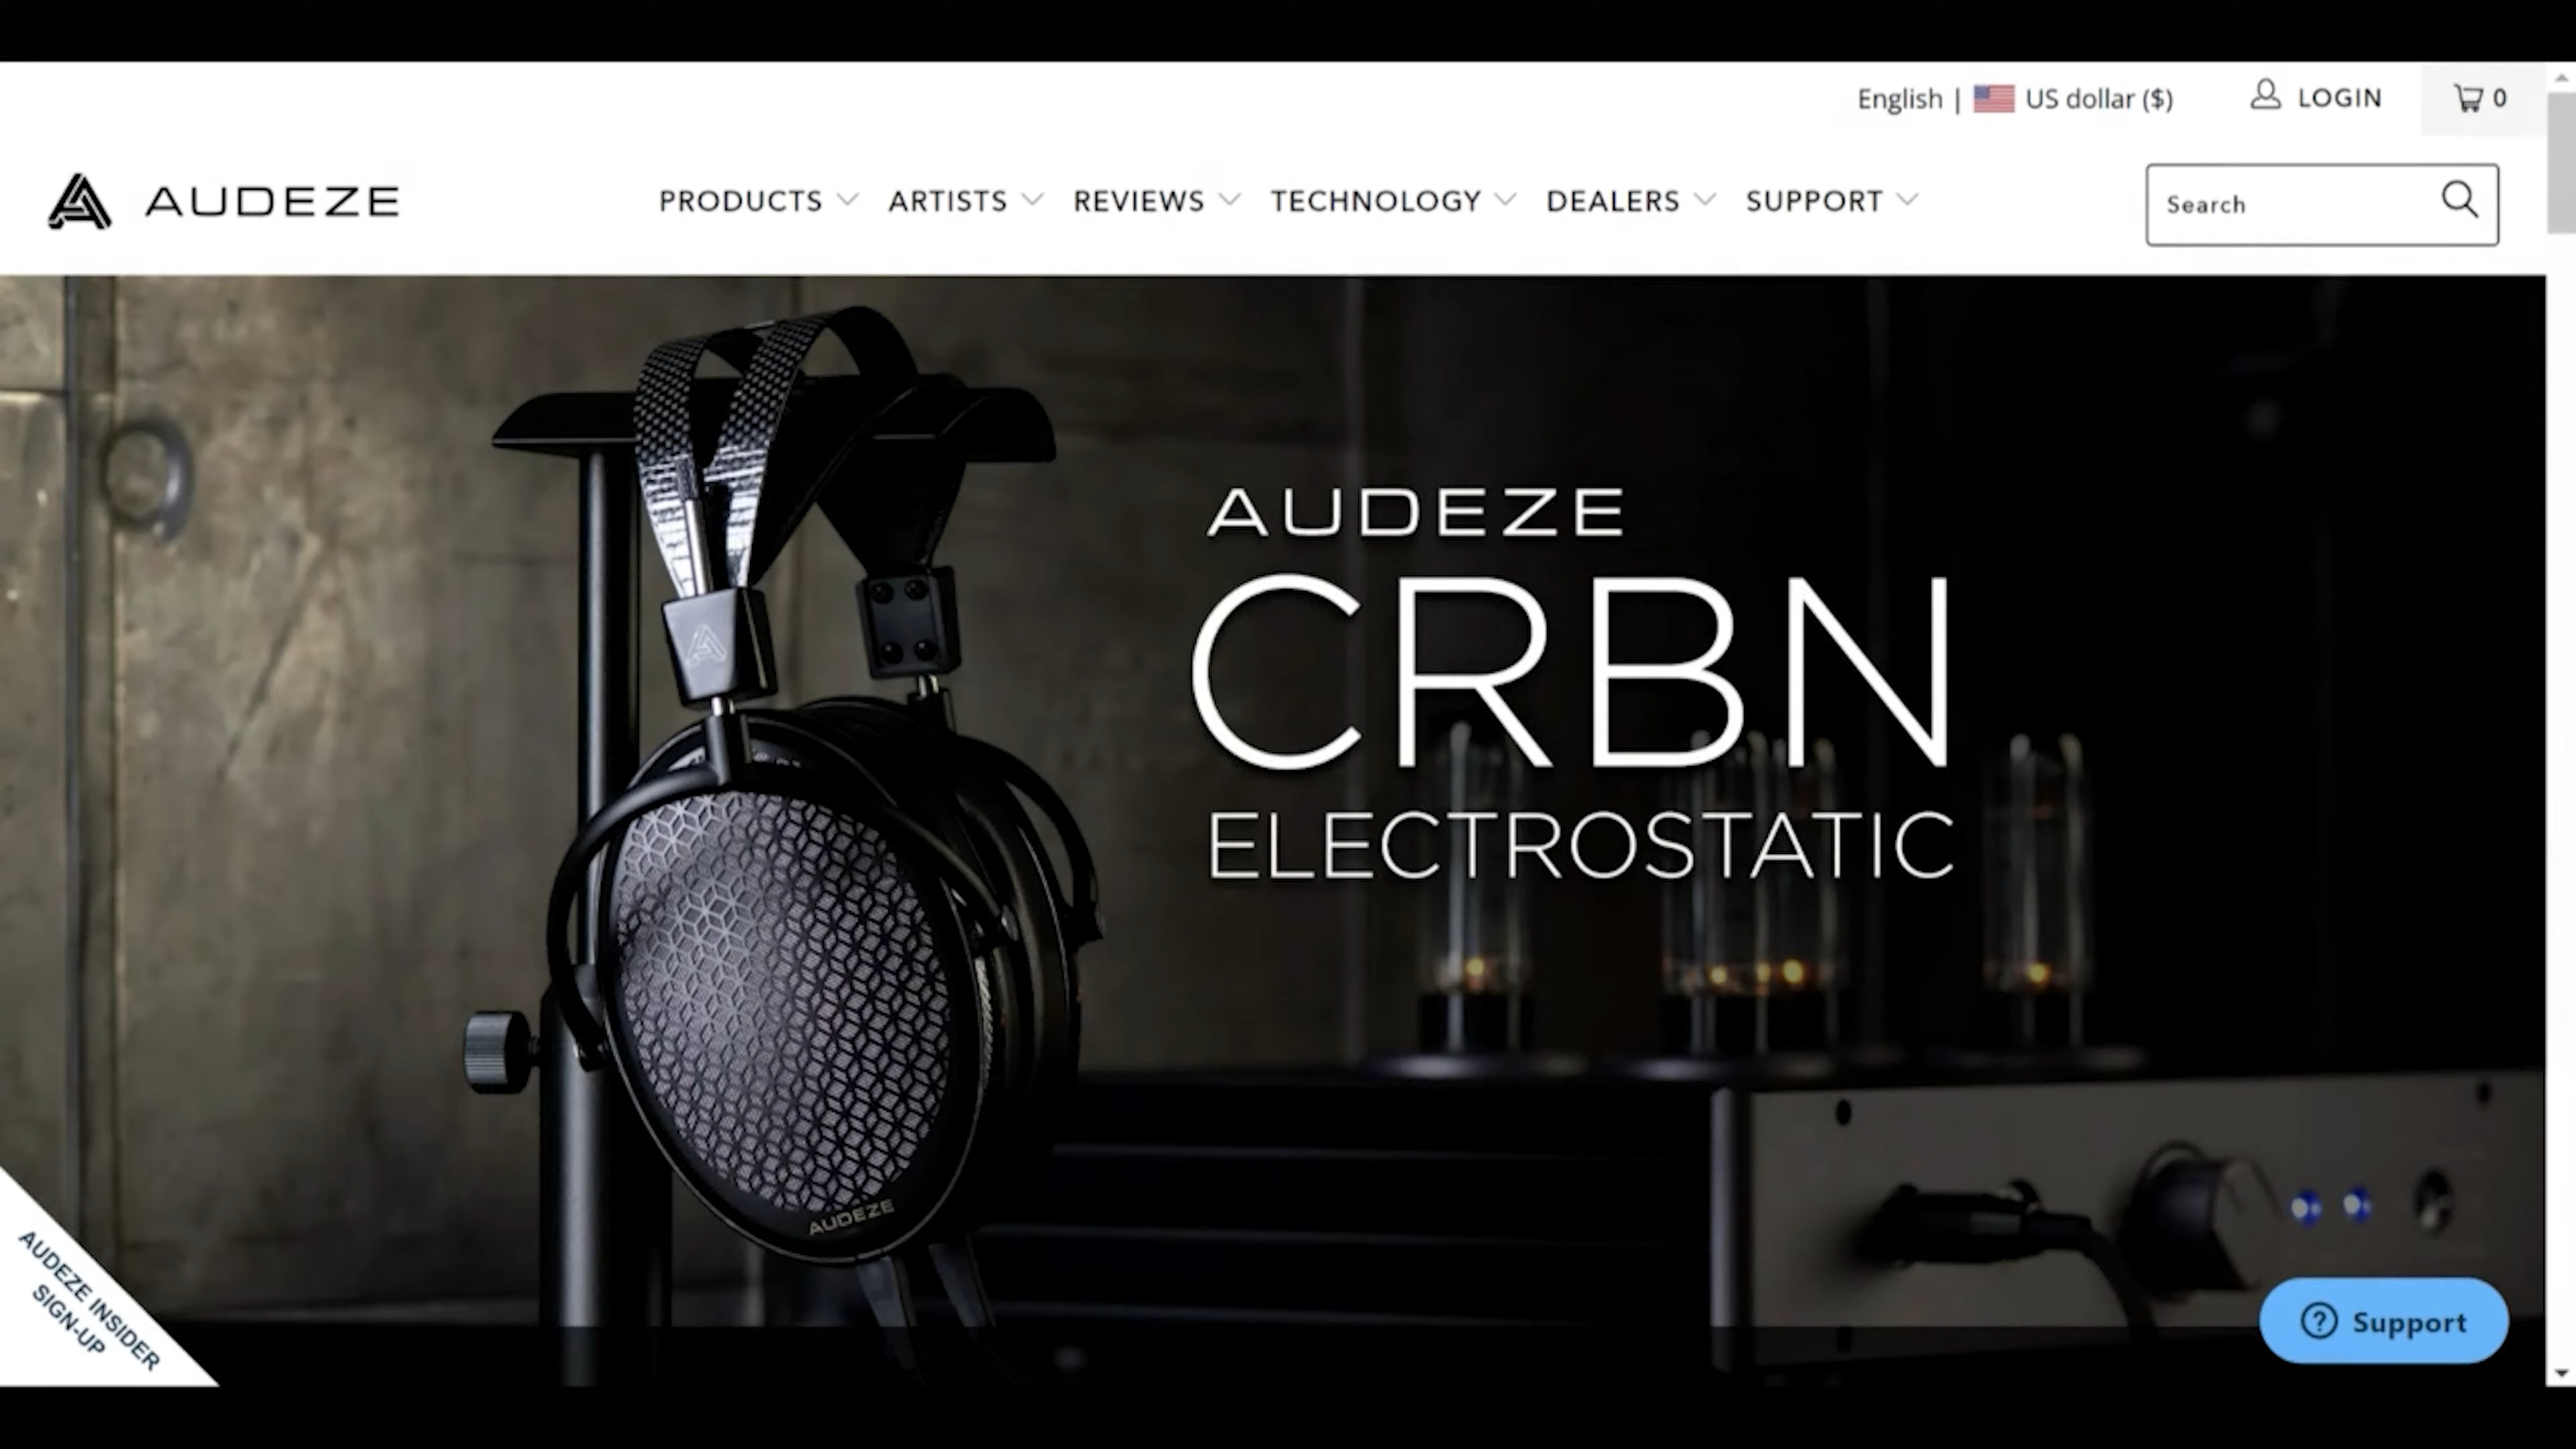 English | US dollar ($) LOGIN 0
AUDEZE PRODUCTS ARTISTS REVIEWS TECHNOLOGY DEALERS SUPPORT Search
AUDEZE
CRBN
ELECTROSTATIC
AUDEZE
AUDEZE INSIDER
SIGN-UP
Support